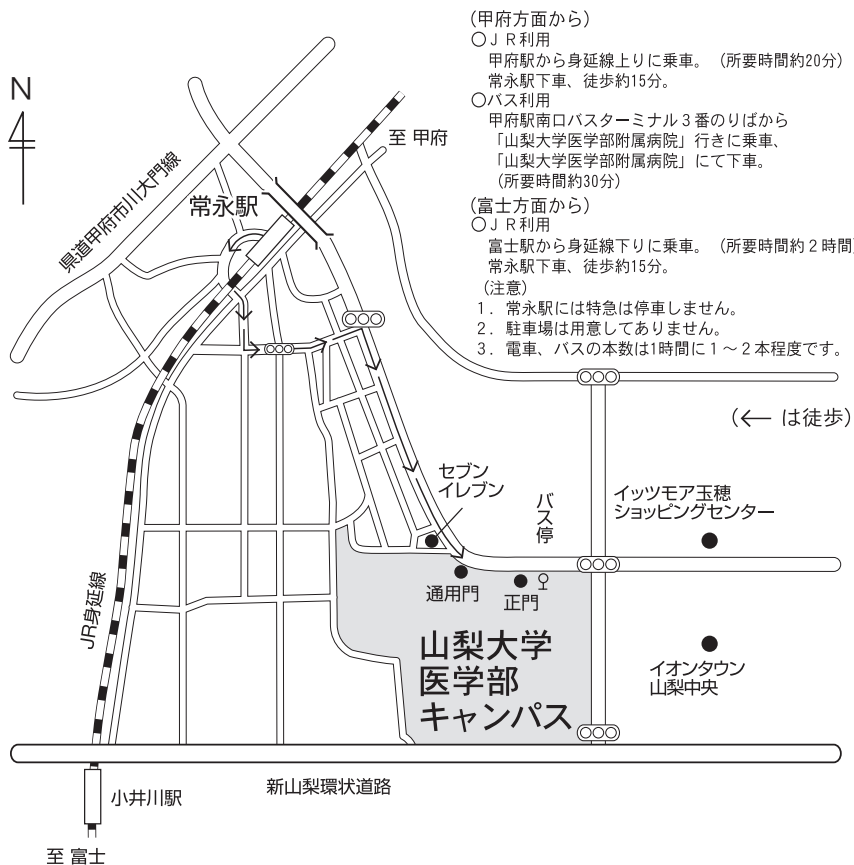 (甲府方面から)
○ＪＲ利用
甲府駅から身延線上りに乗車。（所要時間約20分）
常永駅下車、徒歩約15分。
○バス利用
甲府駅南口バスターミナル３番のりばから
「山梨大学医学部附属病院」行きに乗車、
「山梨大学医学部附属病院」にて下車。
（所要時間約30分）
(富士方面から)
○ＪＲ利用
富士駅から身延線下りに乗車。（所要時間約２時間）
常永駅下車、徒歩約15分。
（注意）
１．常永駅には特急は停車しません。
２．駐車場は用意してありません。
３．電車、バスの本数は1時間に１～２本程度です。
N
至 甲府
県道甲府市川大門線
常永駅
(← は徒歩)
セブン
イレブン
バス停
イッツモア玉穂
ショッピングセンター
通用門
正門
JR身延線
山梨大学
医学部
キャンパス
イオンタウン
山梨中央
新山梨環状道路
小井川駅
至 富士